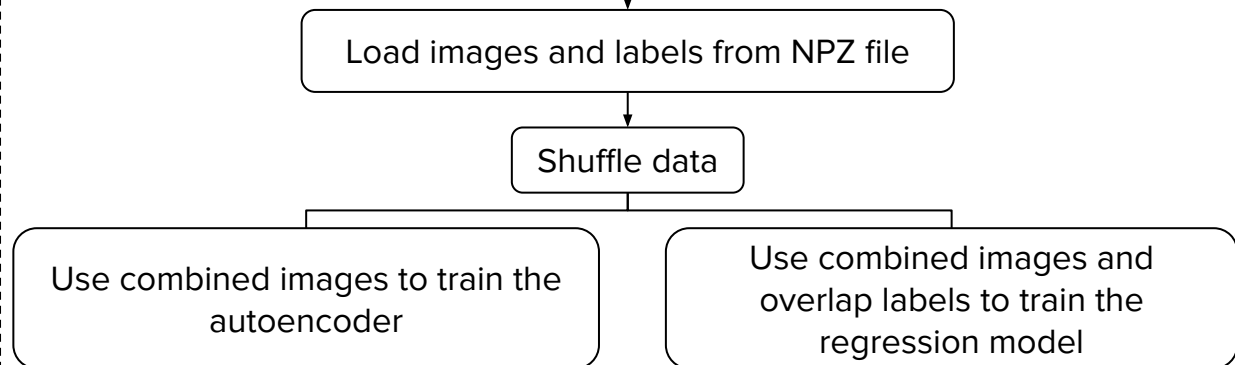 Load images and labels from NPZ file
Shuffle data
Use combined images to train the
autoencoder
Use combined images and
overlap labels to train the
regression model